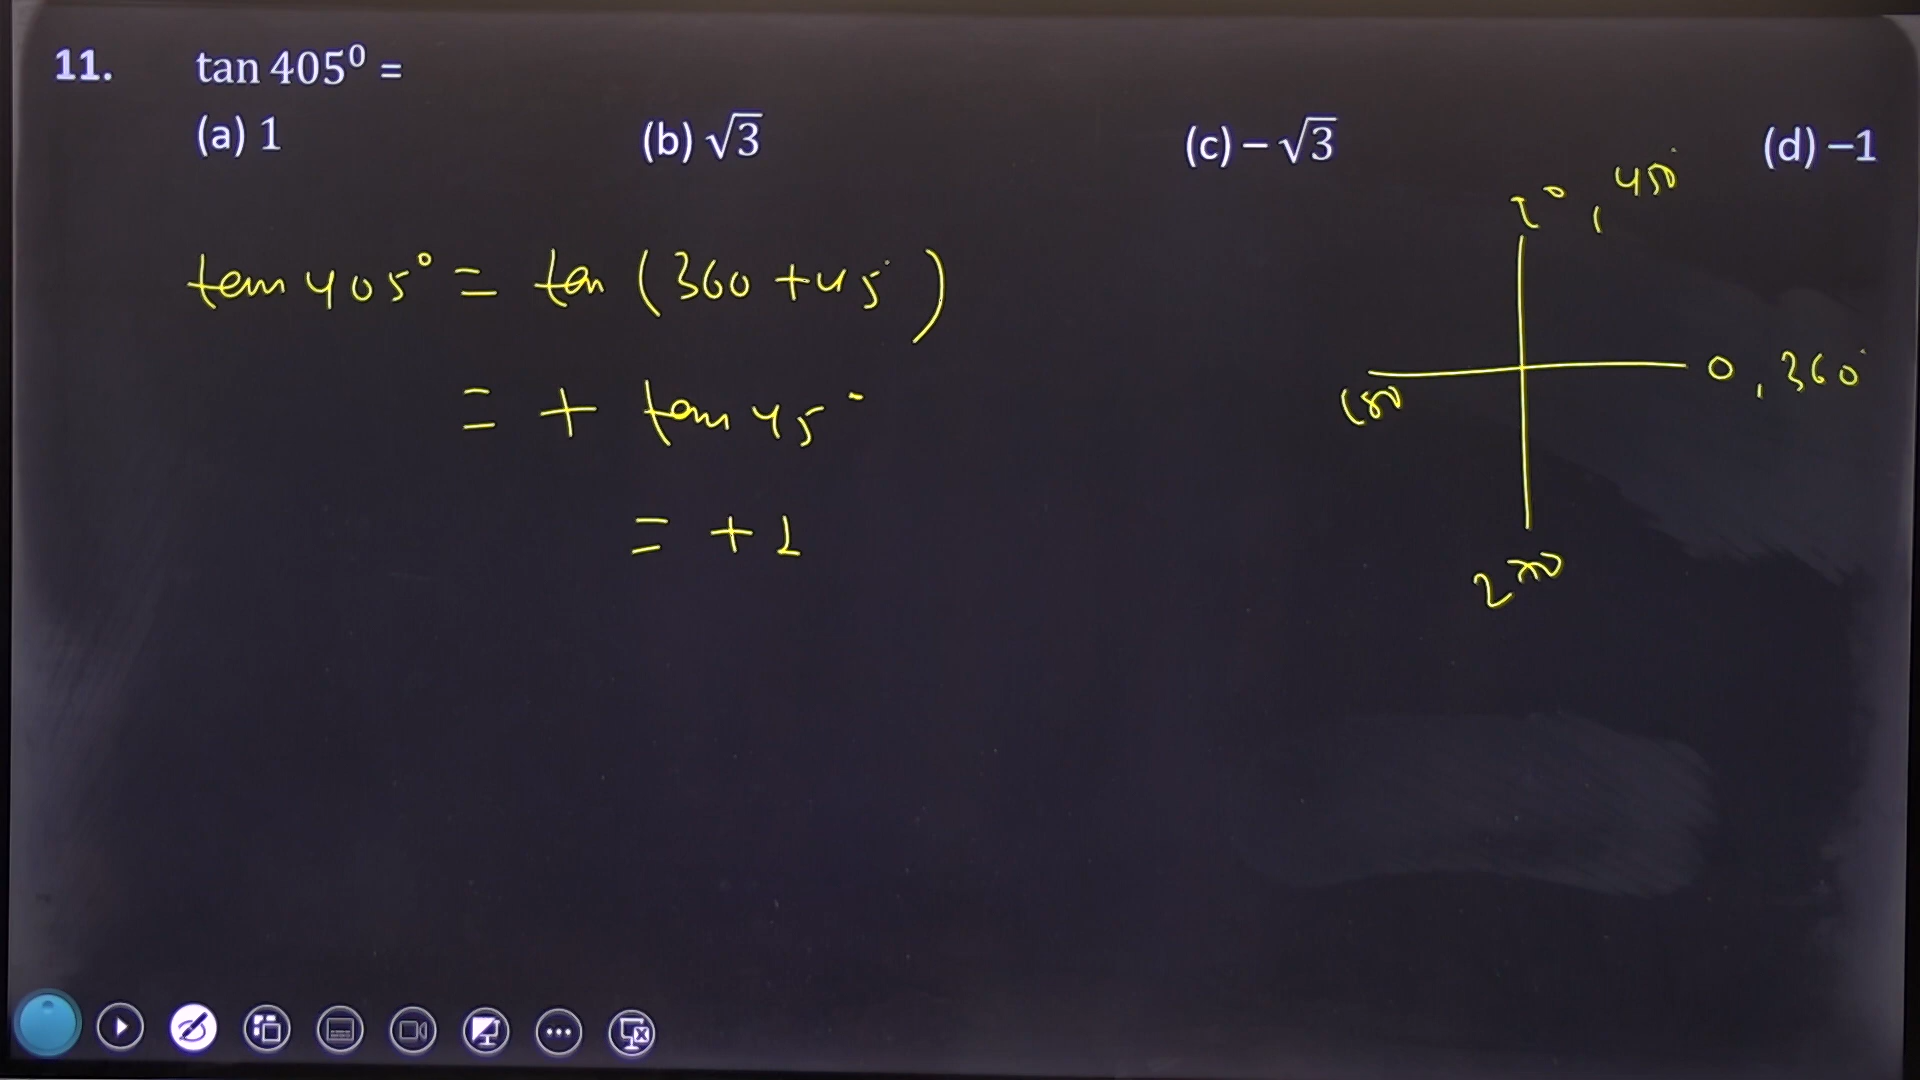 11. tan 405⁰ =
(a) 1 (b) √3 (c) – √3 (d) –1
tan 405° = tan (360 + 45°)
= + tan 45°
= + 1
, 450°
180
0, 360°
270